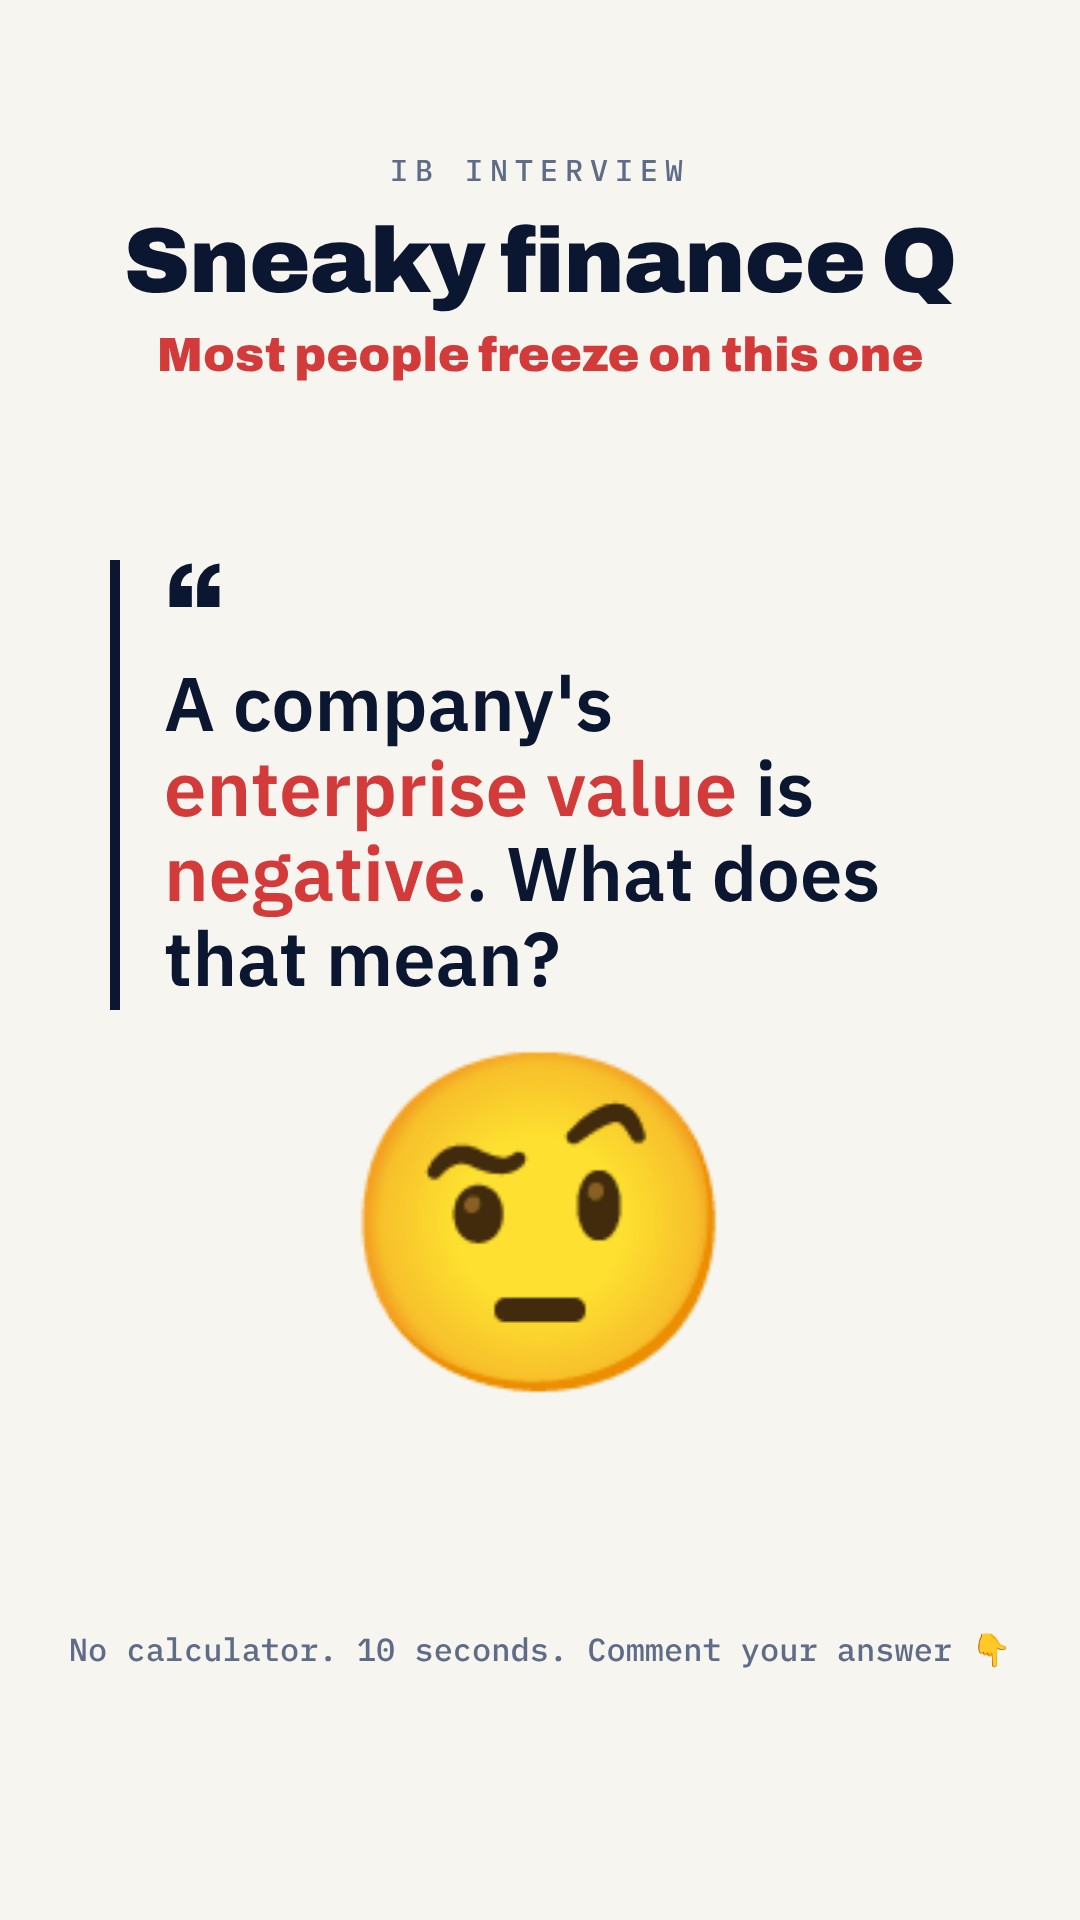 IB INTERVIEW
Sneaky finance Q
Most people freeze on this one
“
A company's
enterprise value is
negative. What does
that mean?
No calculator. 10 seconds. Comment your answer 👇